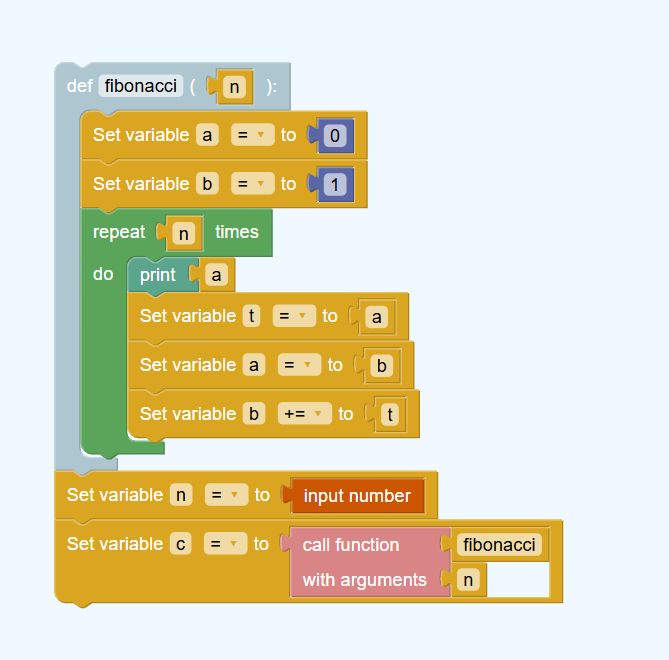 def fibonacci ( n ):
Set variable a = to 0
Set variable b = to 1
repeat n times
do print a
Set variable t = to a
Set variable a = to b
Set variable b += to t
Set variable n = to input number
Set variable c = to call function fibonacci
with arguments n